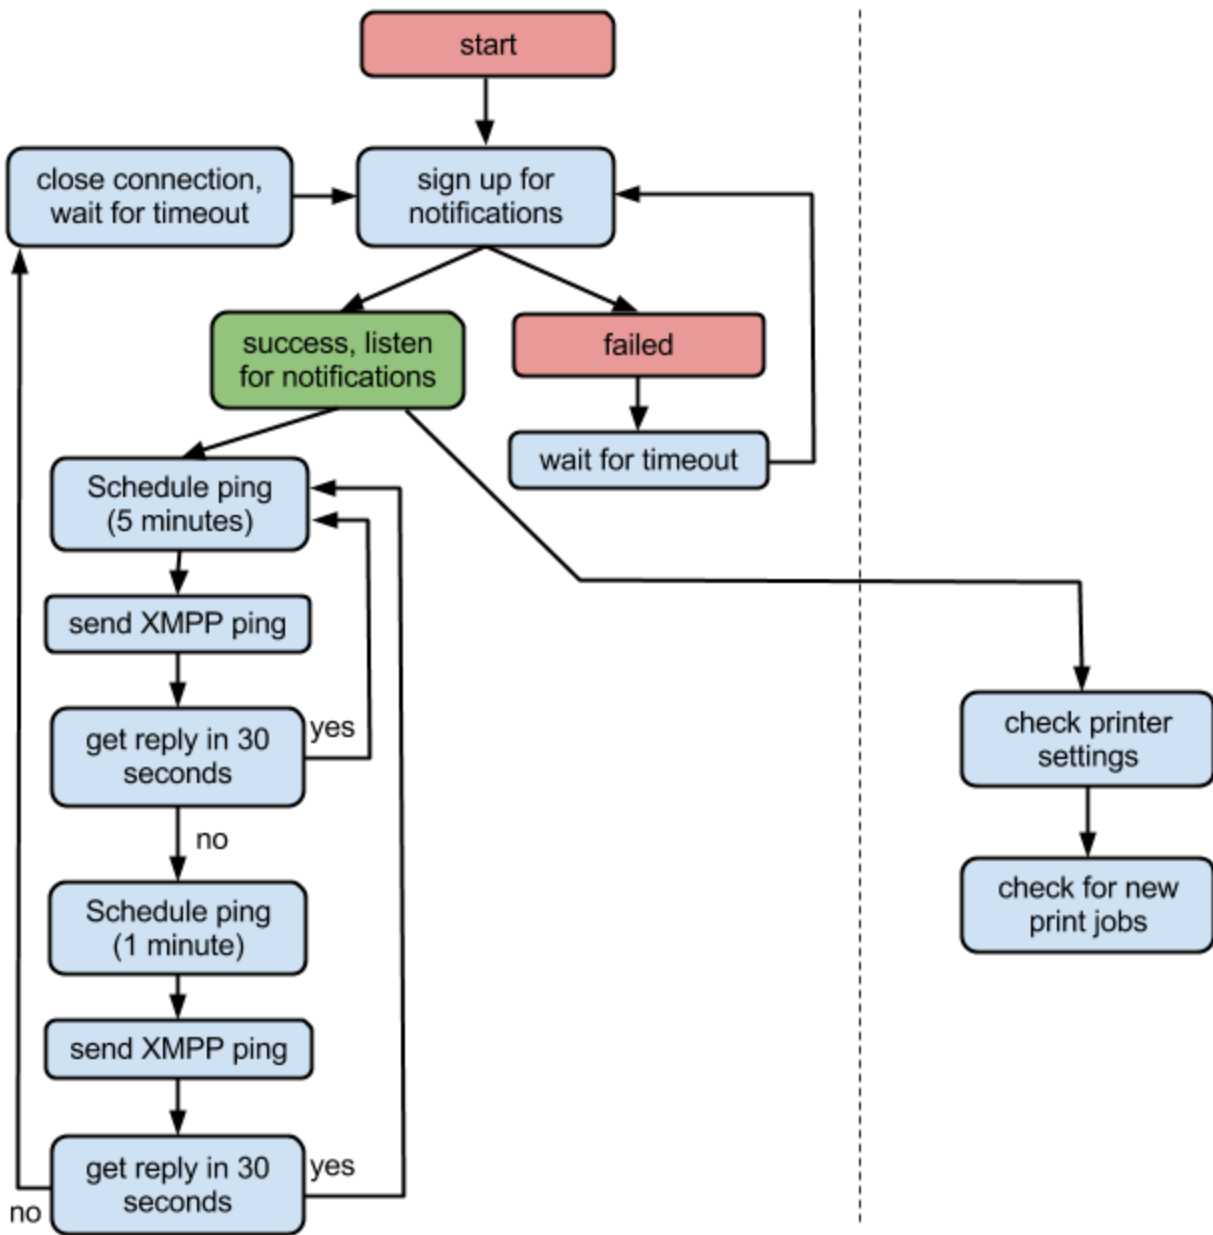 start
close connection,
wait for timeout
sign up for
notifications
success, listen
for notifications
failed
wait for timeout
Schedule ping
(5 minutes)
send XMPP ping
get reply in 30
seconds
yes
no
check printer
settings
check for new
print jobs
Schedule ping
(1 minute)
send XMPP ping
get reply in 30
seconds
yes
no